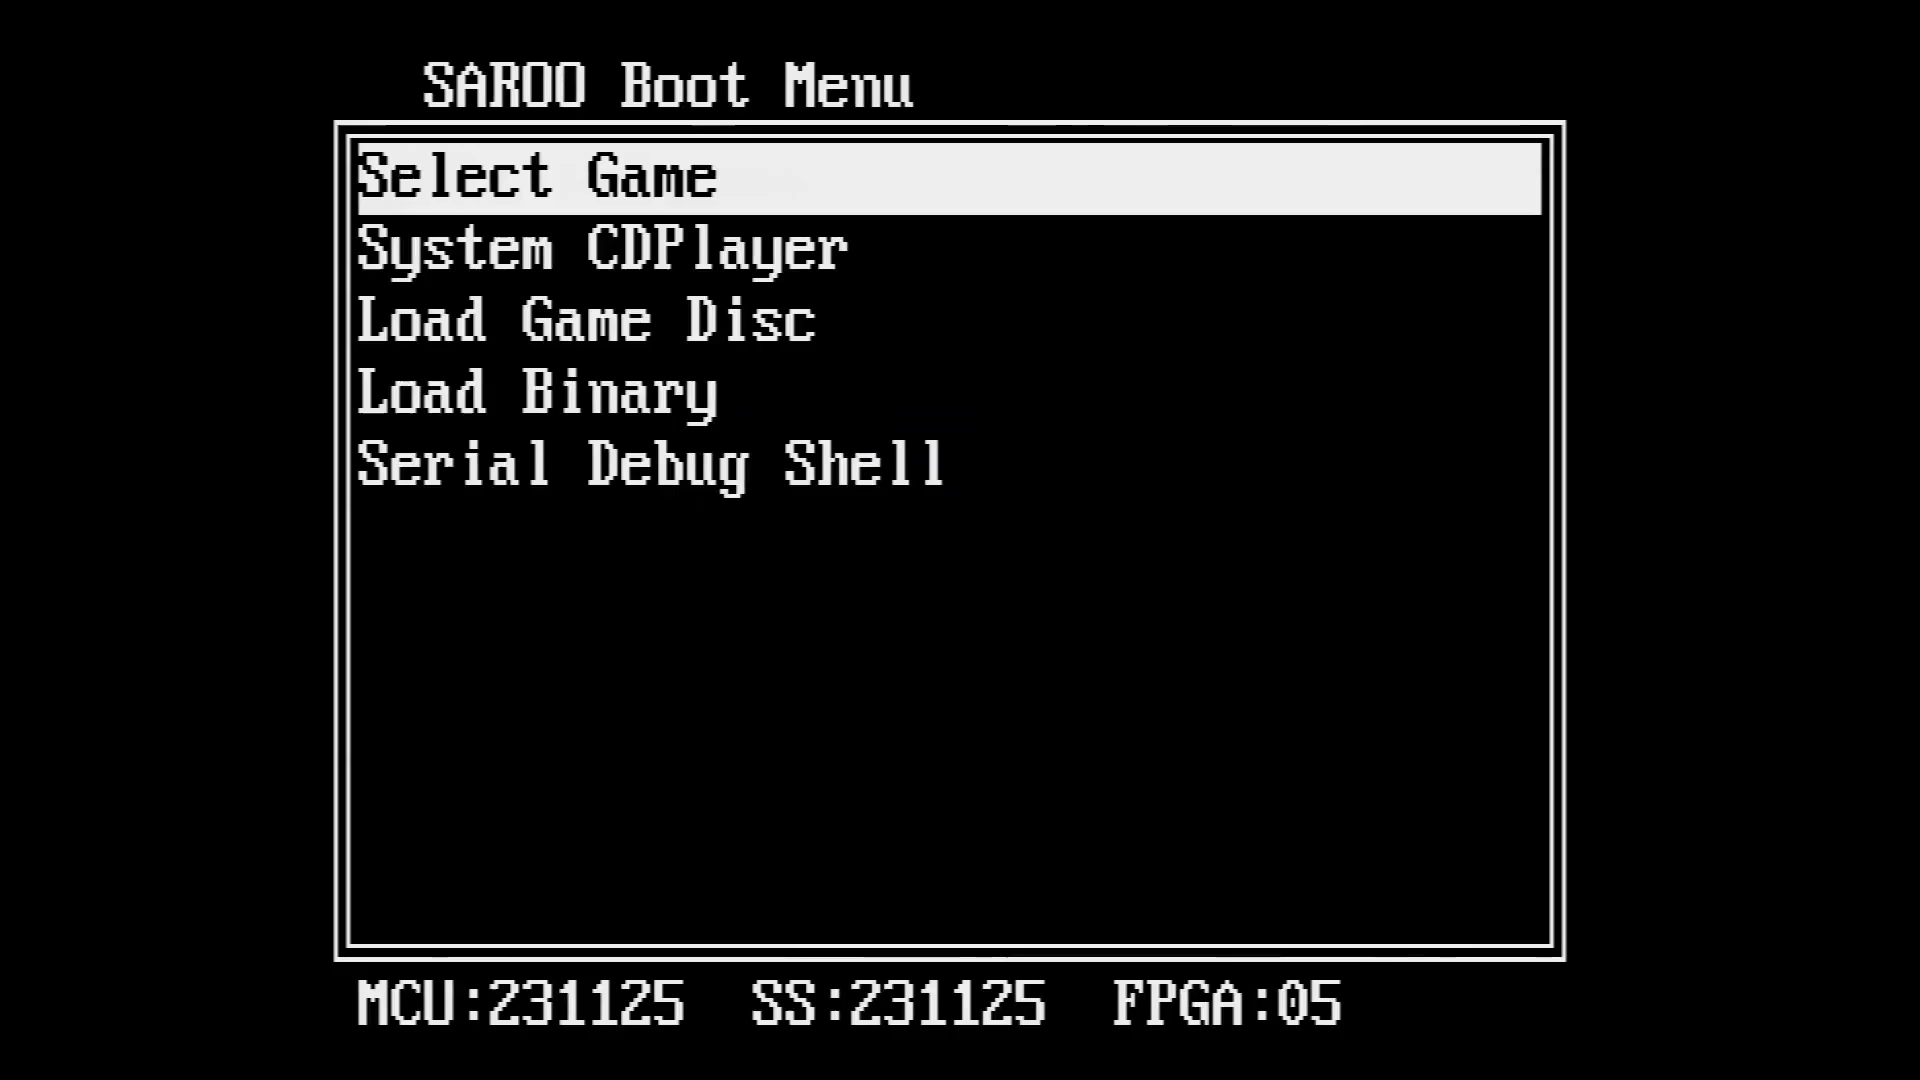 SAROO Boot Menu
Select Game
System CDPlayer
Load Game Disc
Load Binary
Serial Debug Shell
MCU:231125 SS:231125 FPGA:05